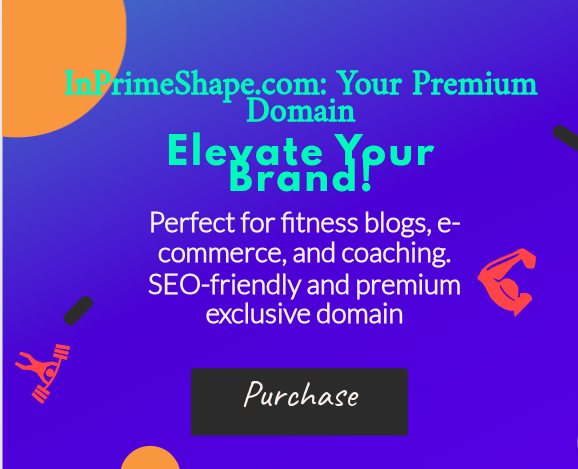 InPrimeShape.com: Your Premium
Domain
Elevate Your
Brand!
Perfect for fitness blogs, e-
commerce, and coaching.
SEO-friendly and premium
exclusive domain
Purchase